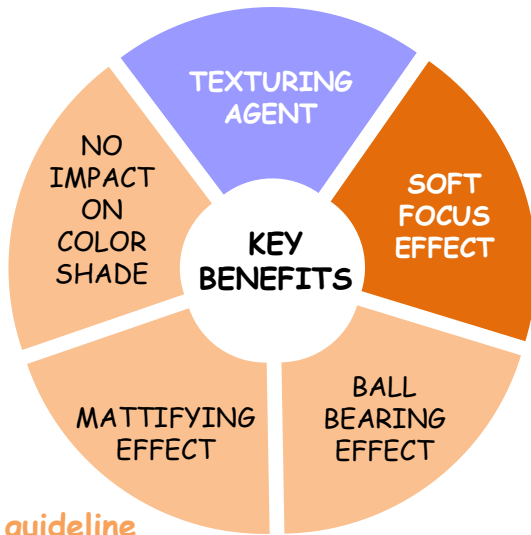 TEXTURING
AGENT
NO
IMPACT
ON
COLOR
SHADE
SOFT
FOCUS
EFFECT
KEY
BENEFITS
MATTIFYING
EFFECT
BALL
BEARING
EFFECT
guideline